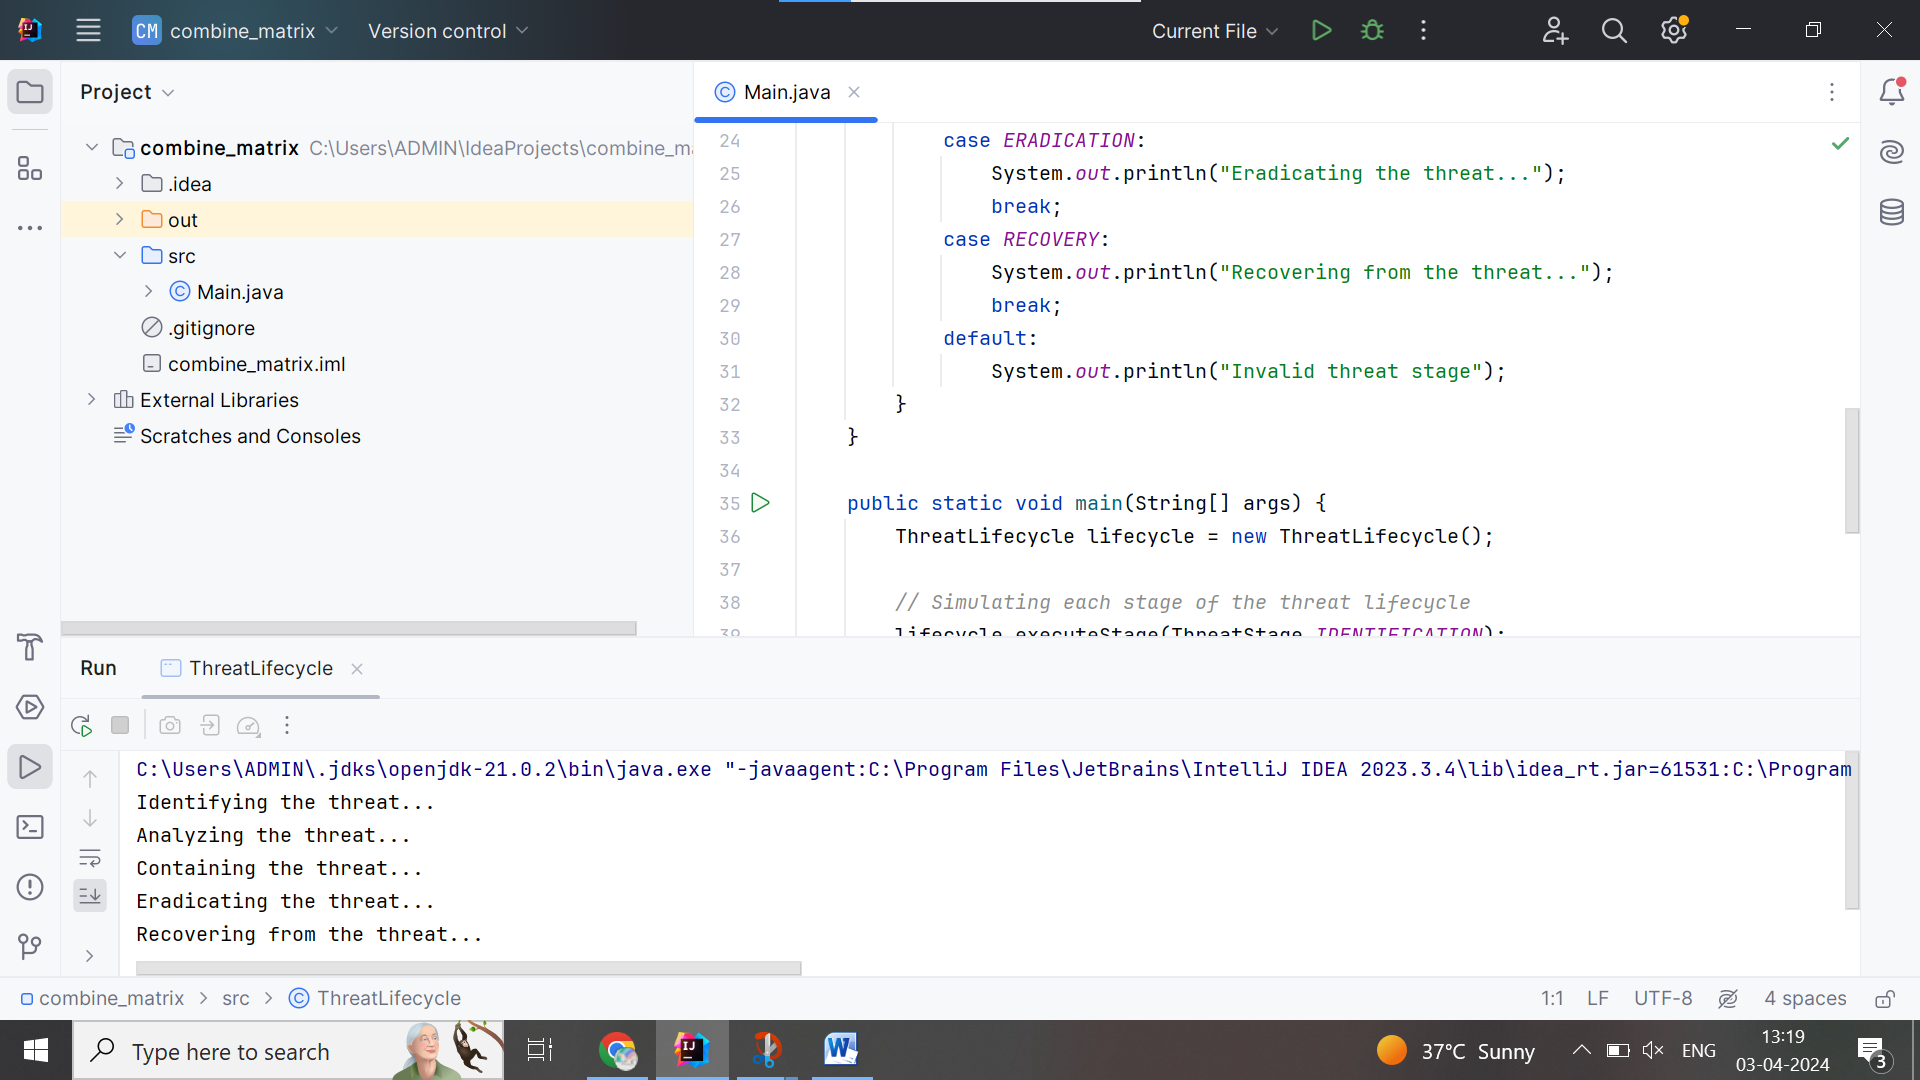 CM combine_matrix Version control Current File
Project
combine_matrix C:\Users\ADMIN\IdeaProjects\combine_m
.idea
out
src
Main.java
.gitignore
combine_matrix.iml
External Libraries
Scratches and Consoles
Main.java
24 case ERADICATION:
25 System.out.println("Eradicating the threat...");
26 break;
27 case RECOVERY:
28 System.out.println("Recovering from the threat...");
29 break;
30 default:
31 System.out.println("Invalid threat stage");
32 }
33 }
34
35 public static void main(String[] args) {
36 ThreatLifecycle lifecycle = new ThreatLifecycle();
37
38 // Simulating each stage of the threat lifecycle
39 lifecycle.executeStage(ThreatStage.IDENTIFICATION);
Run ThreatLifecycle
C:\Users\ADMIN\.jdks\openjdk-21.0.2\bin\java.exe "-javaagent:C:\Program Files\JetBrains\IntelliJ IDEA 2023.3.4\lib\idea_rt.jar=61531:C:\Program
Identifying the threat...
Analyzing the threat...
Containing the threat...
Eradicating the threat...
Recovering from the threat...
combine_matrix > src > ThreatLifecycle
1:1 LF UTF-8 4 spaces
Type here to search
37°C Sunny
ENG
13:19
03-04-2024
3